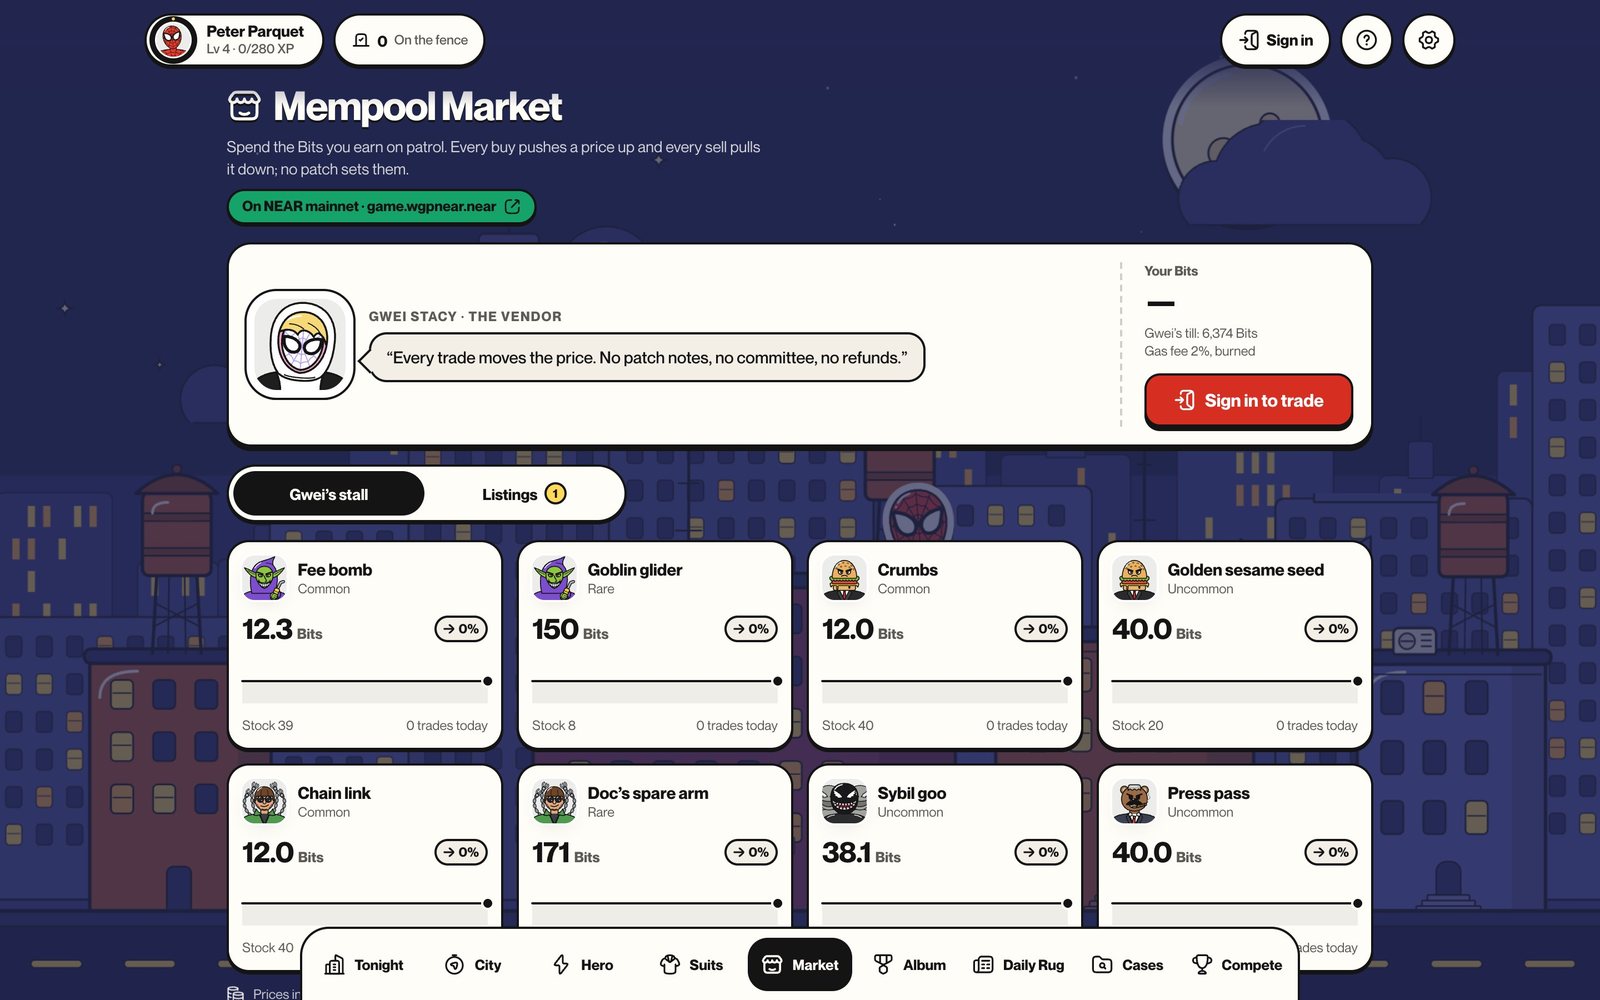 Peter Parquet
Lv 4 · 0/280 XP
0 On the fence
Sign in
Mempool Market
Spend the Bits you earn on patrol. Every buy pushes a price up and every sell pulls
it down; no patch sets them.
On NEAR mainnet · game.wgpnear.near
GWEI STACY · THE VENDOR
“Every trade moves the price. No patch notes, no committee, no refunds.”
Your Bits
—
Gwei’s till: 6,374 Bits
Gas fee 2%, burned
Sign in to trade
Gwei’s stall
Listings 1
Fee bomb
Common
12.3 Bits
→ 0%
Stock 39
0 trades today
Goblin glider
Rare
150 Bits
→ 0%
Stock 8
0 trades today
Crumbs
Common
12.0 Bits
→ 0%
Stock 40
0 trades today
Golden sesame seed
Uncommon
40.0 Bits
→ 0%
Stock 20
0 trades today
Chain link
Common
12.0 Bits
→ 0%
Stock 40
Doc’s spare arm
Rare
171 Bits
→ 0%
Sybil goo
Uncommon
38.1 Bits
→ 0%
Press pass
Uncommon
40.0 Bits
→ 0%
today
Prices
Tonight
City
Hero
Suits
Market
Album
Daily Rug
Cases
Compete